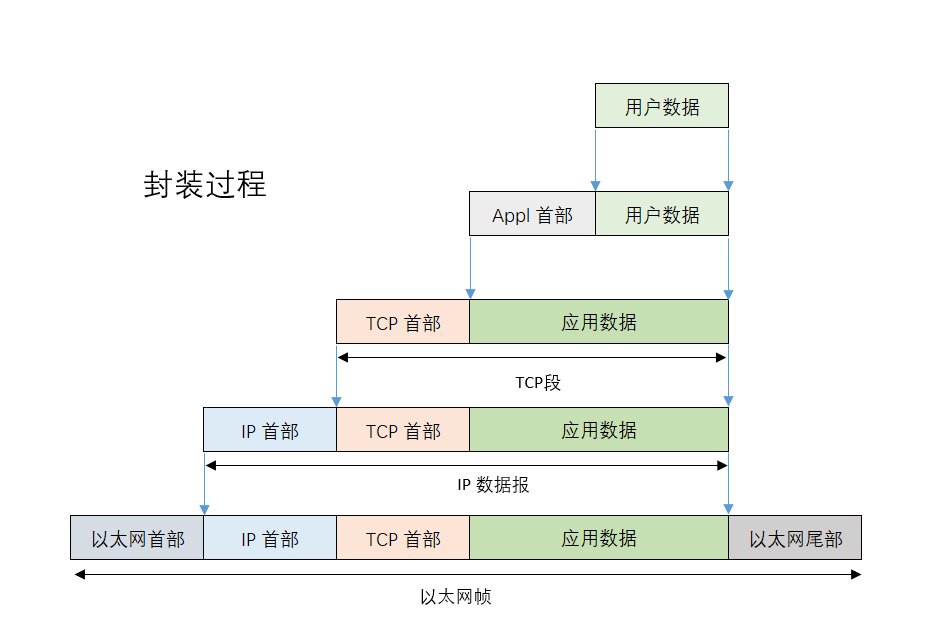 用户数据
封装过程
Appl 首部 用户数据
TCP 首部 应用数据
TCP段
IP 首部 TCP 首部 应用数据
IP 数据报
以太网首部 IP 首部 TCP 首部 应用数据 以太网尾部
以太网帧